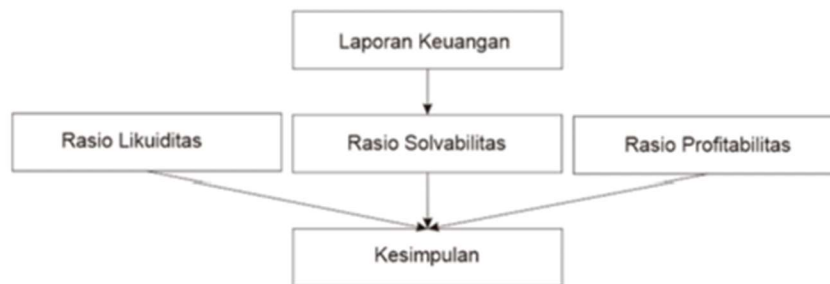 Laporan Keuangan
Rasio Likuiditas
Rasio Solvabilitas
Rasio Profitabilitas
Kesimpulan